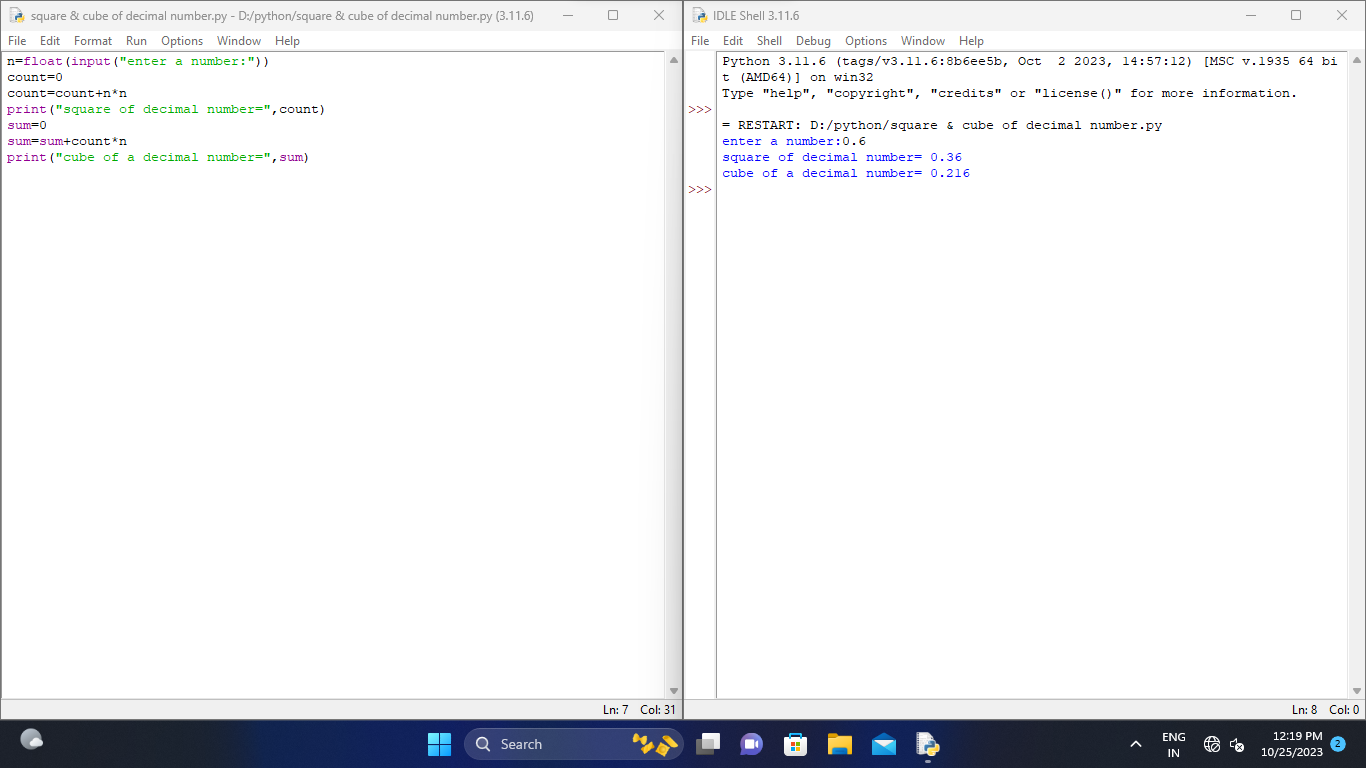 square & cube of decimal number.py - D:/python/square & cube of decimal number.py (3.11.6)
File Edit Format Run Options Window Help
n=float(input("enter a number:"))
count=0
count=count+n*n
print("square of decimal number=",count)
sum=0
sum=sum+count*n
print("cube of a decimal number=",sum)
Ln: 7 Col: 31
IDLE Shell 3.11.6
File Edit Shell Debug Options Window Help
Python 3.11.6 (tags/v3.11.6:8b6ee5b, Oct  2 2023, 14:57:12) [MSC v.1935 64 bi
t (AMD64)] on win32
Type "help", "copyright", "credits" or "license()" for more information.
>>>
= RESTART: D:/python/square & cube of decimal number.py
enter a number:0.6
square of decimal number= 0.36
cube of a decimal number= 0.216
>>>
Ln: 8 Col: 0
Search
ENG
IN
12:19 PM
10/25/2023
2